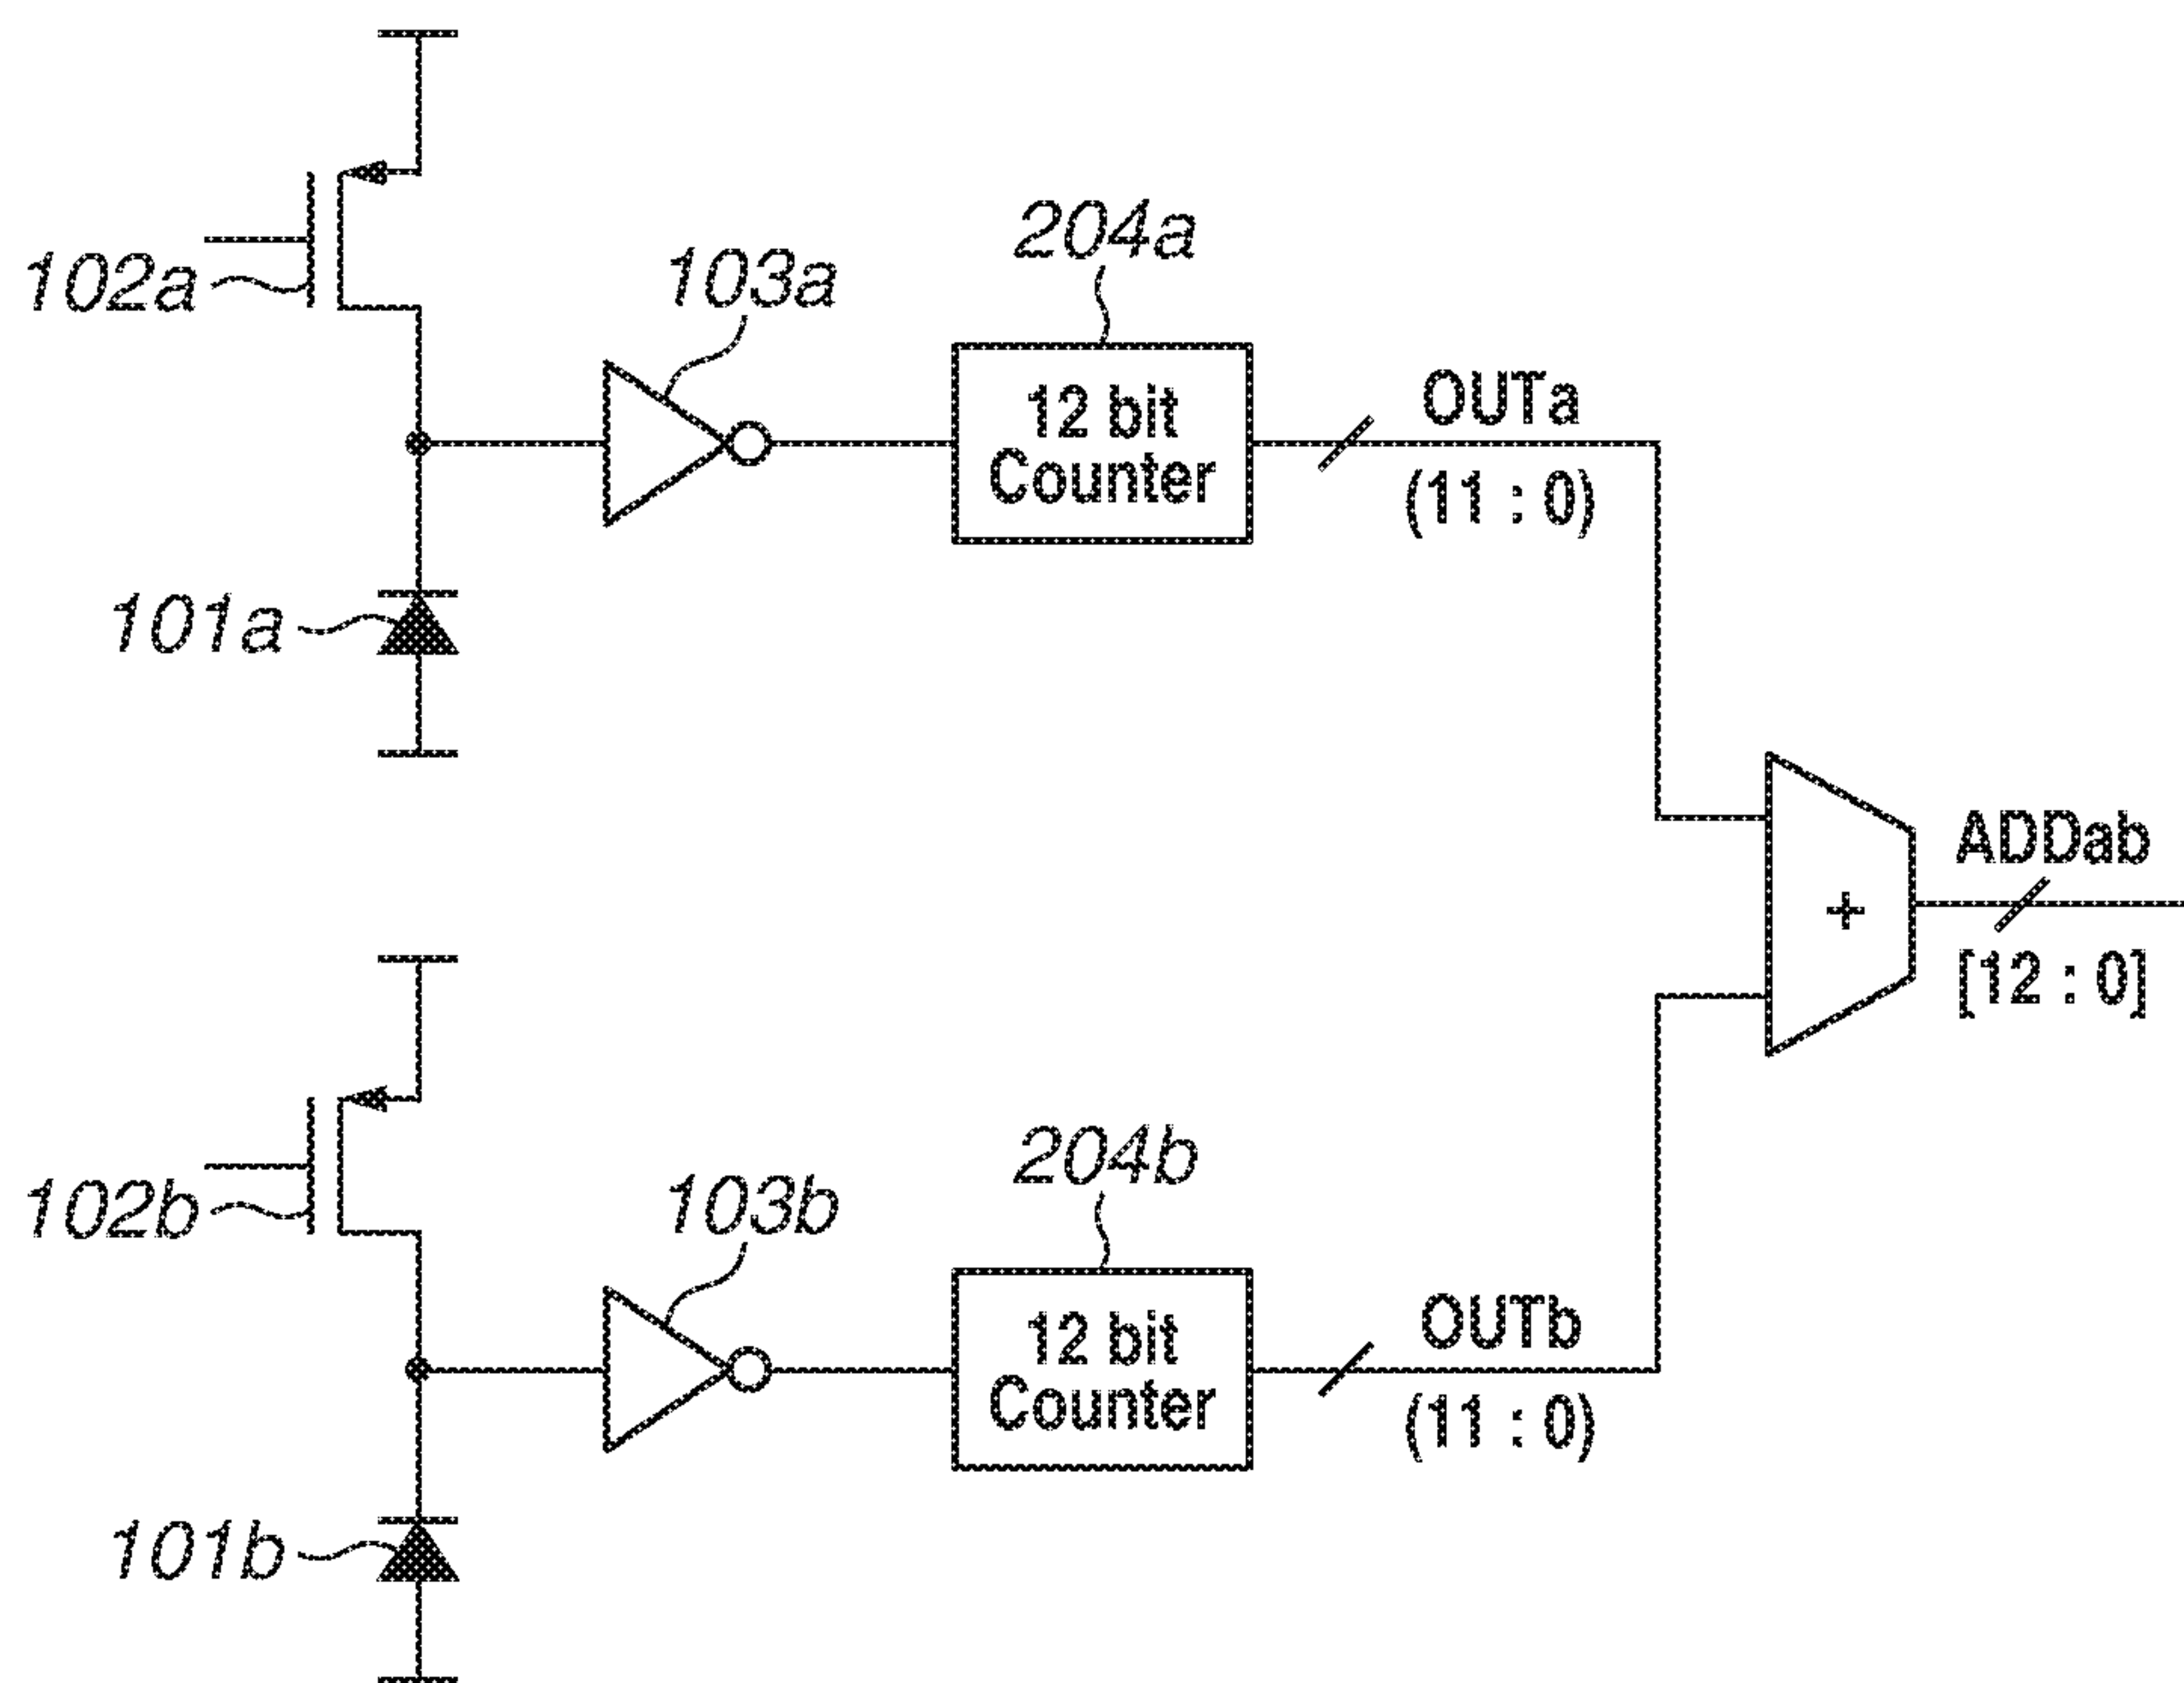 204a
102a
103a
12 bit
Counter
OUTa
(11 : 0)
101a
ADDab
+
[12 : 0]
204b
102b
103b
12 bit
Counter
OUTb
(11 : 0)
101b